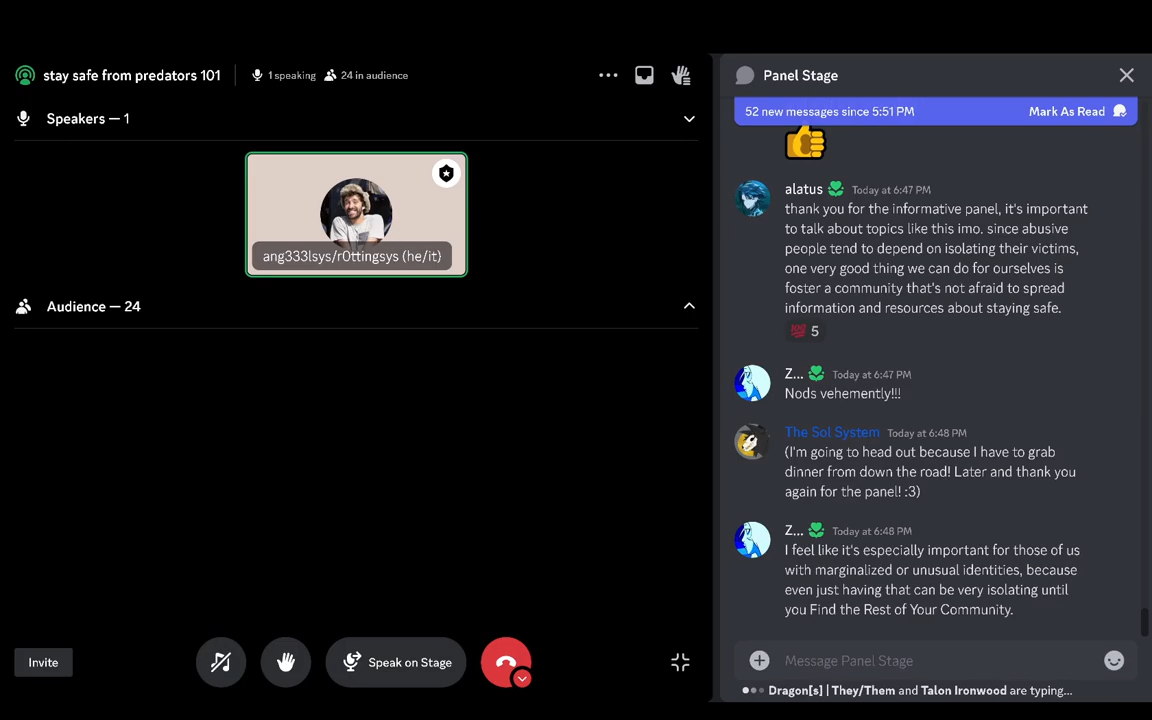 stay safe from predators 101
1 speaking
24 in audience
Speakers — 1
ang333lsys/r0ttingsys (he/it)
Audience — 24
Invite
Speak on Stage
Panel Stage
52 new messages since 5:51 PM
Mark As Read
alatus Today at 6:47 PM
thank you for the informative panel, it's important
to talk about topics like this imo. since abusive
people tend to depend on isolating their victims,
one very good thing we can do for ourselves is
foster a community that's not afraid to spread
information and resources about staying safe.
💯 5
Z... Today at 6:47 PM
Nods vehemently!!!
The Sol System Today at 6:48 PM
(I'm going to head out because I have to grab
dinner from down the road! Later and thank you
again for the panel! :3)
Z... Today at 6:48 PM
I feel like it's especially important for those of us
with marginalized or unusual identities, because
even just having that can be very isolating until
you Find the Rest of Your Community.
Message Panel Stage
Dragon[s] | They/Them and Talon Ironwood are typing...